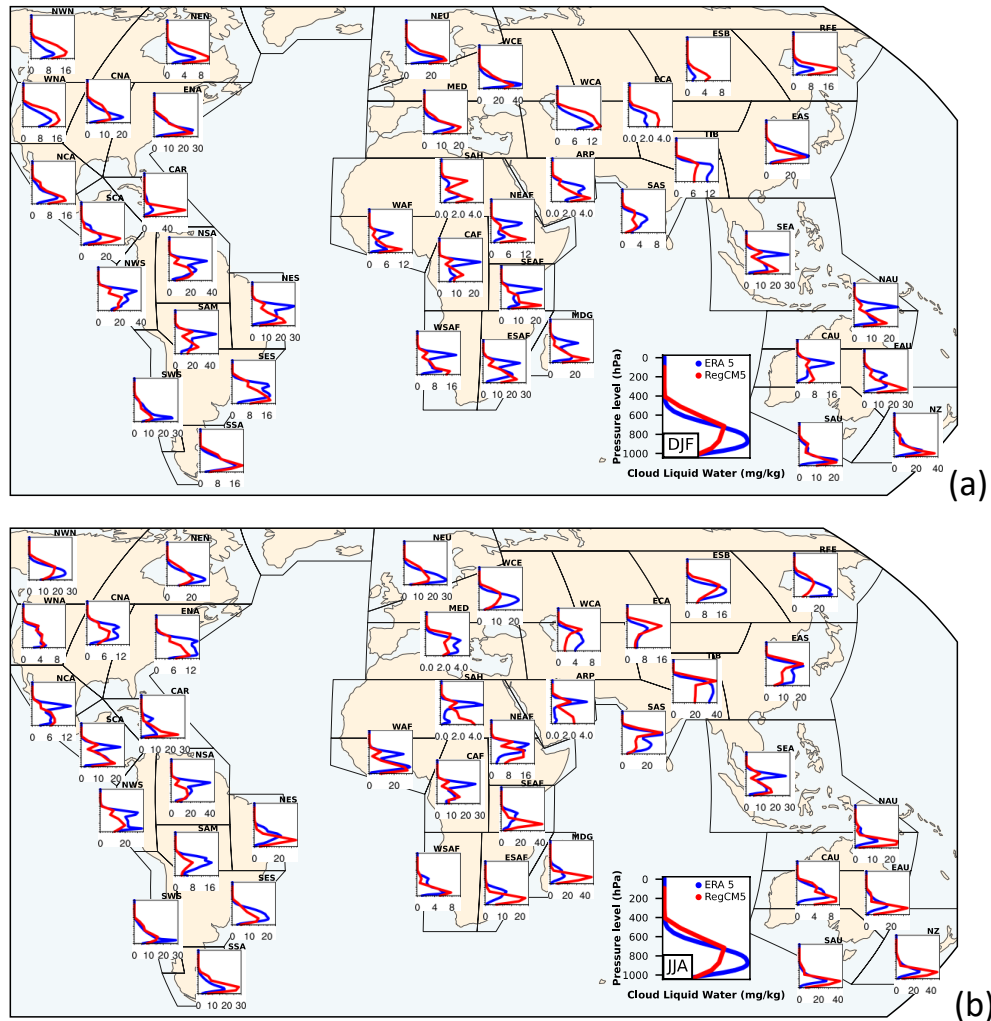 NWN
0 8 16
NEN
0 4 8
NEU
0 20
WCE
0 20 40
ESB
0 4 8
RFE
0 8 16
WNA
0 8 16
CNA
0 10 20
ENA
0 10 20 30
MED
0 10 20
WCA
0 6 12
ECA
0.0 2.0 4.0
TIB
0 6 12
EAS
0 20
NCA
0 8 16
SCA
0 20
CAR
0 40
SAH
0.0 2.0 4.0
ARP
0.0 2.0 4.0
SAS
0 4 8
WAF
0 6 12
NEAF
0 6 12
CAF
0 10 20
SEAF
0 10 20
SEA
0 10 20 30
NWS
0 20 40
NSA
0 20 40
NES
0 10 20 30
NAU
0 10 20
SAM
0 20 40
SES
0 8 16
WSAF
0 8 16
ESAF
0 10 20 30
MDG
0 20
CAU
0 8 16
EAU
0 10 20 30
SWS
0 10 20 30
SSA
0 8 16
SAU
0 10 20
NZ
0 20 40
ERA 5
RegCM5
Pressure level (hPa)
0
200
400
600
800
1000
DJF
Cloud Liquid Water (mg/kg)
(a)
NWN
0 10 20 30
NEN
0 10 20
NEU
0 10 20 30
WCE
0 10 20
ESB
0 8 16
RFE
0 20
WNA
0 4 8
CNA
0 6 12
ENA
0 6 12
MED
0.0 2.0 4.0
WCA
0 4 8
ECA
0 8 16
TIB
0 20 40
EAS
0 10 20
NCA
0 6 12
SCA
0 10 20
CAR
0 10 20 30
SAH
0.0 2.0 4.0
ARP
0.0 2.0 4.0
SAS
0 20
WAF
0 20
NEAF
0 8 16
CAF
0 10 20 30
SEAF
0 20 40
SEA
0 10 20 30
NWS
0 20
NSA
0 20 40
NES
0 20
NAU
0 10 20
SAM
0 8 16
SES
0 10 20
WSAF
0 4 8
ESAF
0 10 20
MDG
0 20 40
CAU
0 4 8
EAU
0 20
SWS
0 10 20 30
SSA
0 10 20 30
SAU
0 20 40
NZ
0 20 40
ERA 5
RegCM5
Pressure level (hPa)
0
200
400
600
800
1000
JJA
Cloud Liquid Water (mg/kg)
(b)